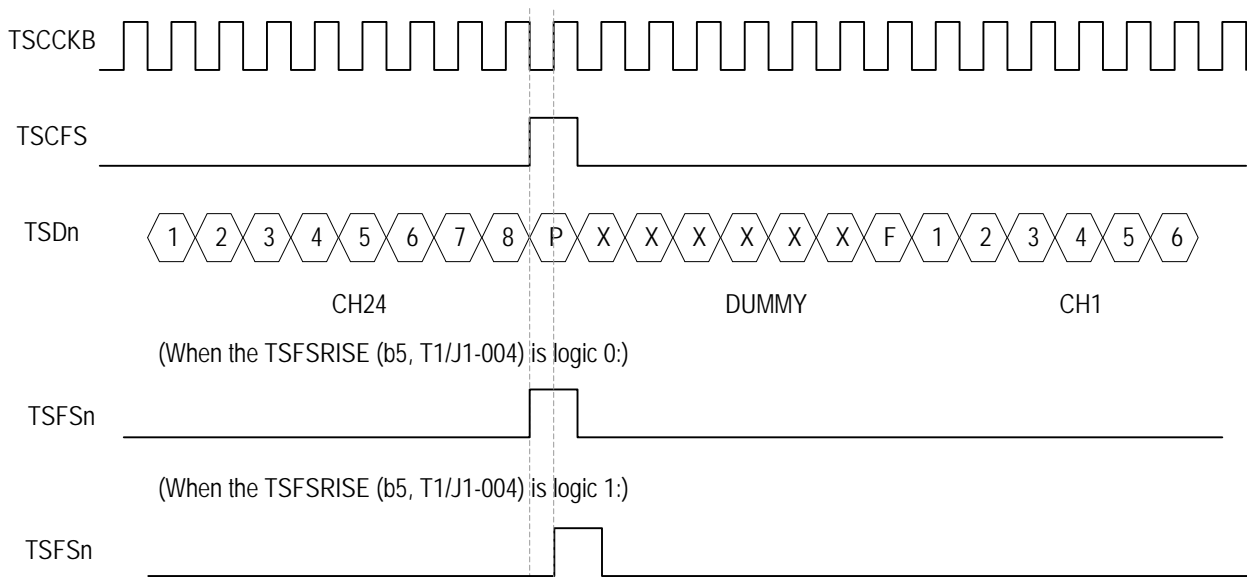 TSCCKB
TSCFS
TSDn 1 2 3 4 5 6 7 8 P X X X X X X F 1 2 3 4 5 6
CH24 DUMMY CH1
(When the TSFSRISE (b5, T1/J1-004) is logic 0:)
TSFSn
(When the TSFSRISE (b5, T1/J1-004) is logic 1:)
TSFSn